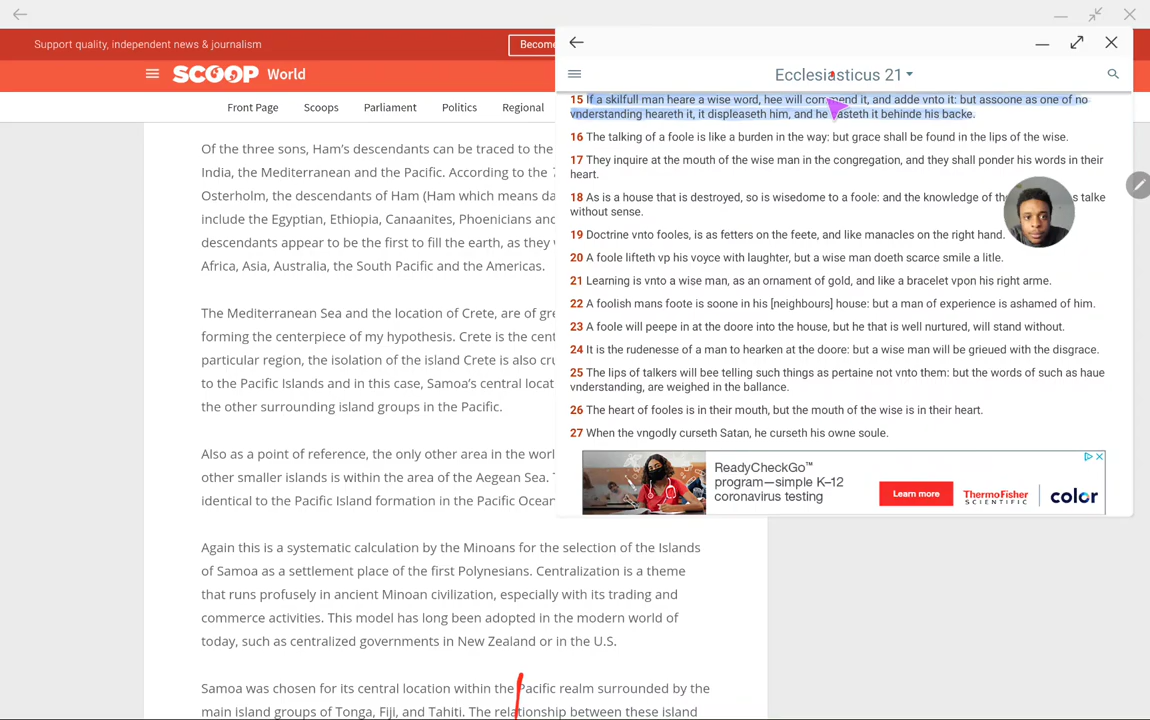 Support quality, independent news & journalism
Become
SCOOP World
Front Page Scoops Parliament Politics Regional
Of the three sons, Ham's descendants can be traced to the
India, the Mediterranean and the Pacific. According to the
Osterholm, the descendants of Ham (Ham which means da
include the Egyptian, Ethiopia, Canaanites, Phoenicians and
descendants appear to be the first to fill the earth, as they
Africa, Asia, Australia, the South Pacific and the Americas.
The Mediterranean Sea and the location of Crete, are of gre
forming the centerpiece of my hypothesis. Crete is the cent
particular region, the isolation of the island Crete is also cru
to the Pacific Islands and in this case, Samoa's central locat
the other surrounding island groups in the Pacific.
Also as a point of reference, the only other area in the worl
other smaller islands is within the area of the Aegean Sea.
identical to the Pacific Island formation in the Pacific Ocean
Again this is a systematic calculation by the Minoans for the selection of the Islands
of Samoa as a settlement place of the first Polynesians. Centralization is a theme
that runs profusely in ancient Minoan civilization, especially with its trading and
commerce activities. This model has long been adopted in the modern world of
today, such as centralized governments in New Zealand or in the U.S.
Samoa was chosen for its central location within the Pacific realm surrounded by the
main island groups of Tonga, Fiji, and Tahiti. The relationship between these island
Ecclesiasticus 21
15 If a skilfull man heare a wise word, hee will commend it, and adde vnto it: but assoone as one of no
vnderstanding heareth it, it displeaseth him, and he casteth it behinde his backe.
16 The talking of a foole is like a burden in the way: but grace shall be found in the lips of the wise.
17 They inquire at the mouth of the wise man in the congregation, and they shall ponder his words in their
heart.
18 As is a house that is destroyed, so is wisedome to a foole: and the knowledge of talke
without sense.
19 Doctrine vnto fooles, is as fetters on the feete, and like manacles on the right hand.
20 A foole lifteth vp his voyce with laughter, but a wise man doeth scarce smile a litle.
21 Learning is vnto a wise man, as an ornament of gold, and like a bracelet vpon his right arme.
22 A foolish mans foote is soone in his [neighbours] house: but a man of experience is ashamed of him.
23 A foole will peepe in at the doore into the house, but he that is well nurtured, will stand without.
24 It is the rudenesse of a man to hearken at the doore: but a wise man will be grieued with the disgrace.
25 The lips of talkers will bee telling such things as pertaine not vnto them: but the words of such as haue
vnderstanding, are weighed in the ballance.
26 The heart of fooles is in their mouth, but the mouth of the wise is in their heart.
27 When the vngodly curseth Satan, he curseth his owne soule.
ReadyCheckGo™
program—simple K–12
coronavirus testing
Learn more
ThermoFisher
SCIENTIFIC
color